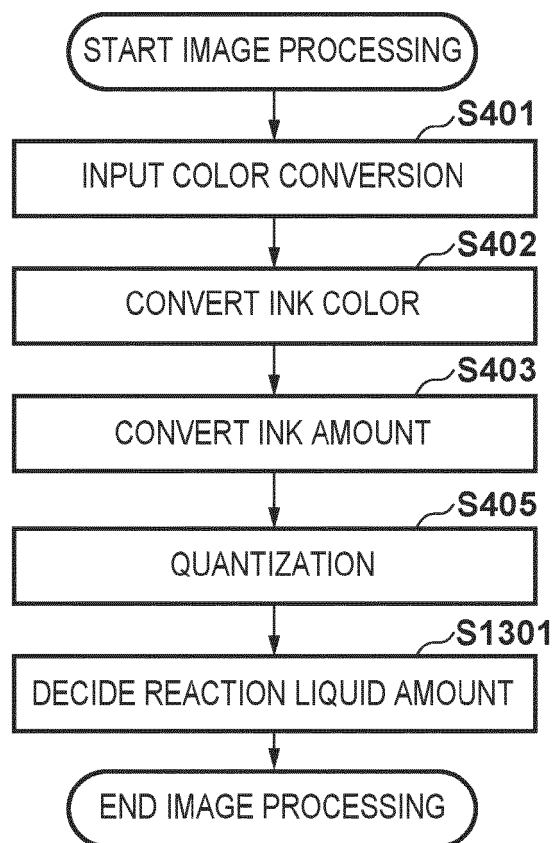 START IMAGE PROCESSING
S401
INPUT COLOR CONVERSION
S402
CONVERT INK COLOR
S403
CONVERT INK AMOUNT
S405
QUANTIZATION
S1301
DECIDE REACTION LIQUID AMOUNT
END IMAGE PROCESSING